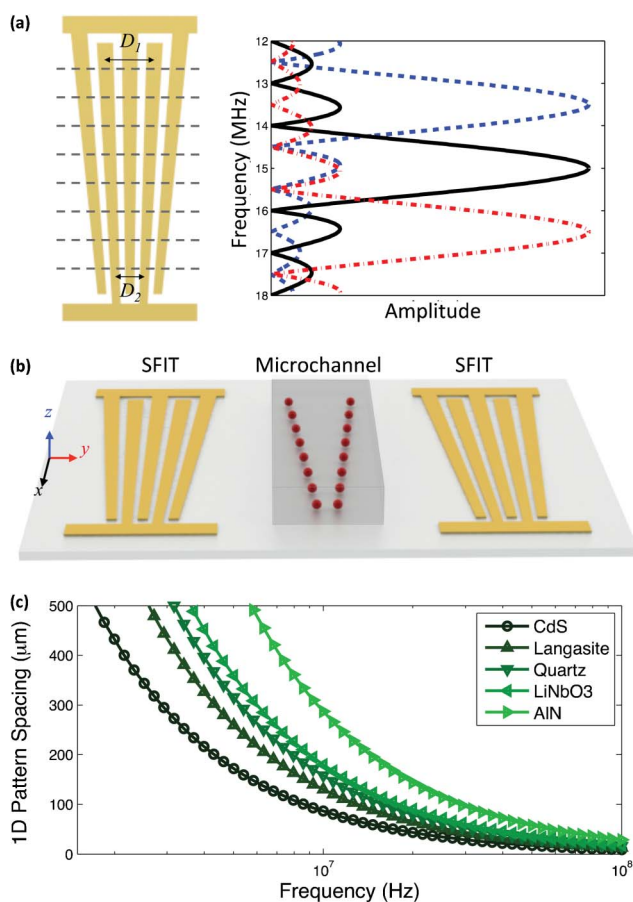 (a)
D1
D2
12
13
14
15
16
17
18
Frequency (MHz)
Amplitude
(b)
SFIT Microchannel SFIT
z
y
x
(c)
500
400
300
200
100
0
1D Pattern Spacing (μm)
CdS
Langasite
Quartz
LiNbO3
AlN
10^7 10^8
Frequency (Hz)